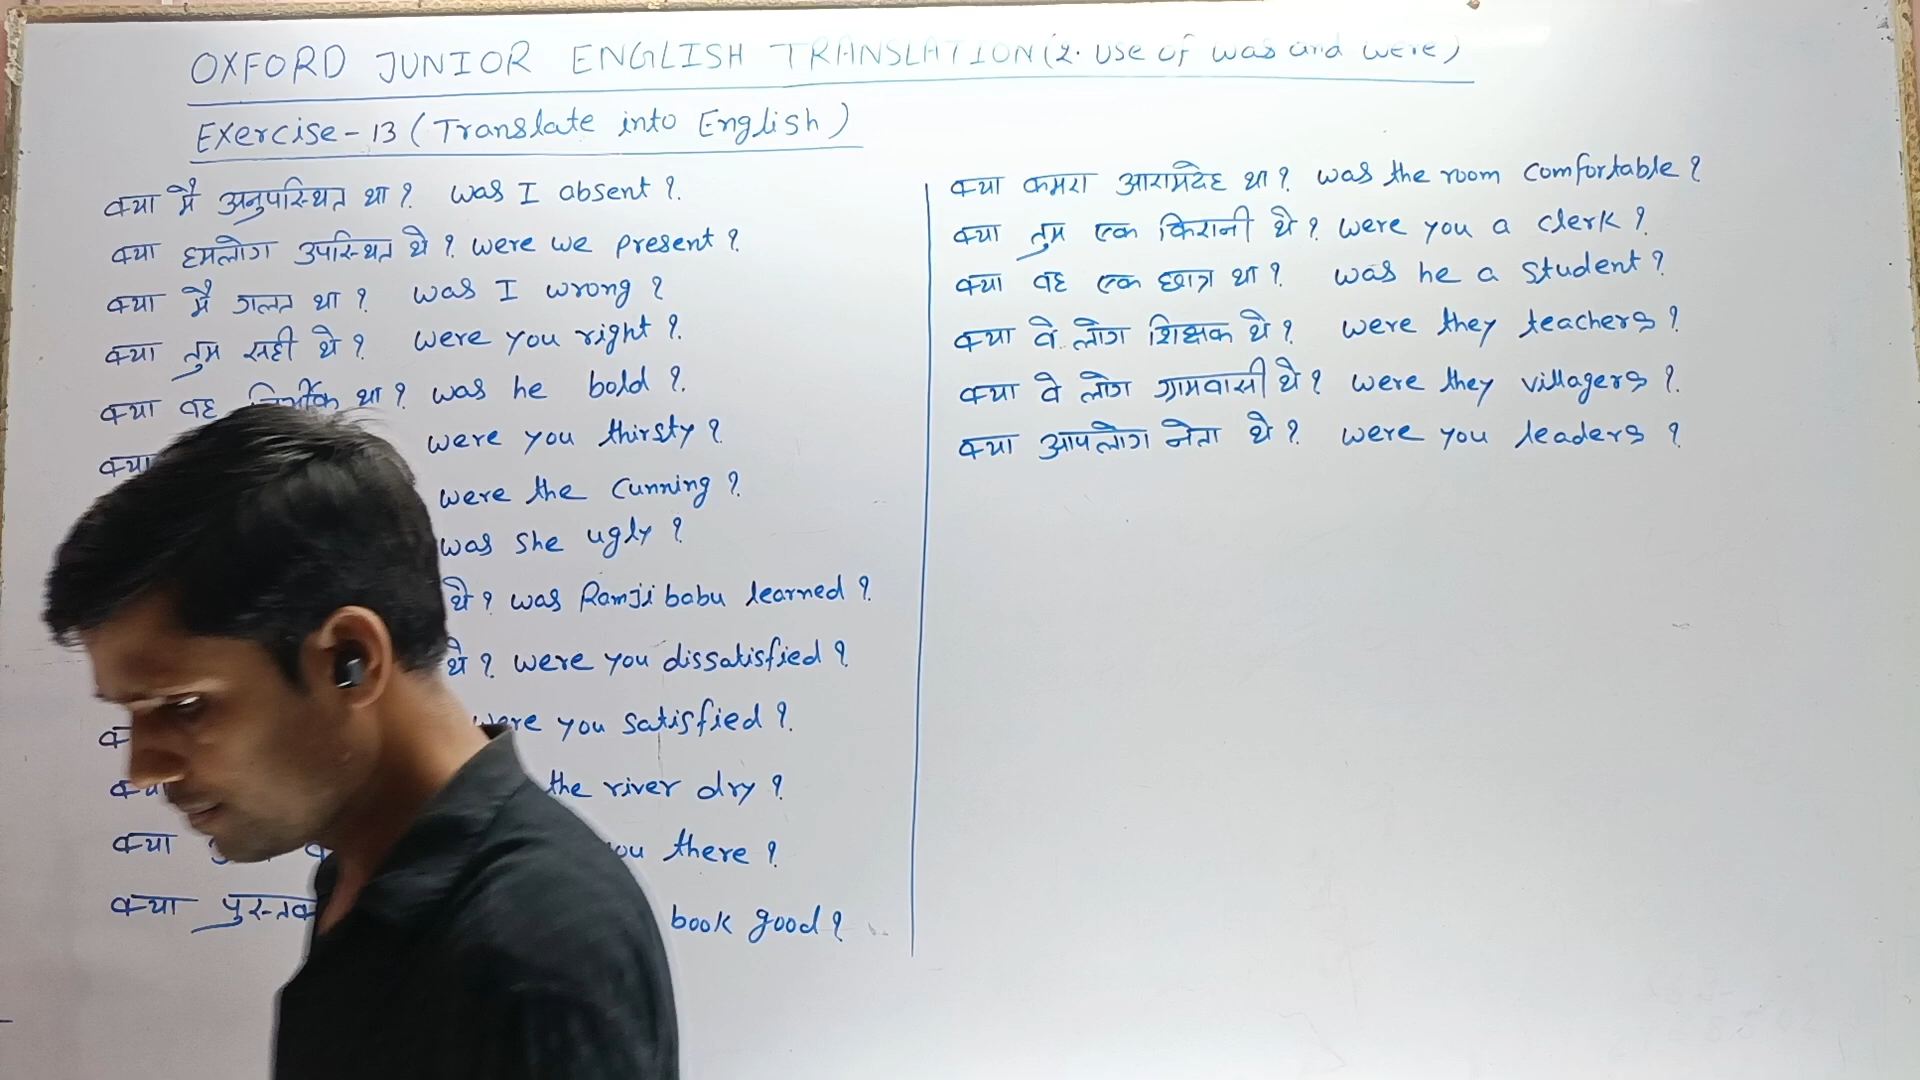 OXFORD JUNIOR ENGLISH TRANSLATION (2. Use of was and were)
Exercise-13 (Translate into English)
क्या मैं अनुपस्थित था? was I absent?
क्या हमलोग उपस्थित थे? were we present?
क्या मैं गलत था? was I wrong?
क्या तुम सही थे? were you right?
क्या वह निर्भीक था? was he bold?
क्या were you thirsty?
were the cunning?
was she ugly?
थे? was Ramji babu learned?
थे? were you dissatisfied?
were you satisfied?
the river dry?
क्या there?
क्या पुस्तक book good?
क्या कमरा आरामदेह था? was the room comfortable?
क्या तुम एक किरानी थे? were you a clerk?
क्या वह एक छात्र था? was he a student?
क्या वे लोग शिक्षक थे? were they teachers?
क्या वे लोग ग्रामवासी थे? were they villagers?
क्या आपलोग नेता थे? were you leaders?